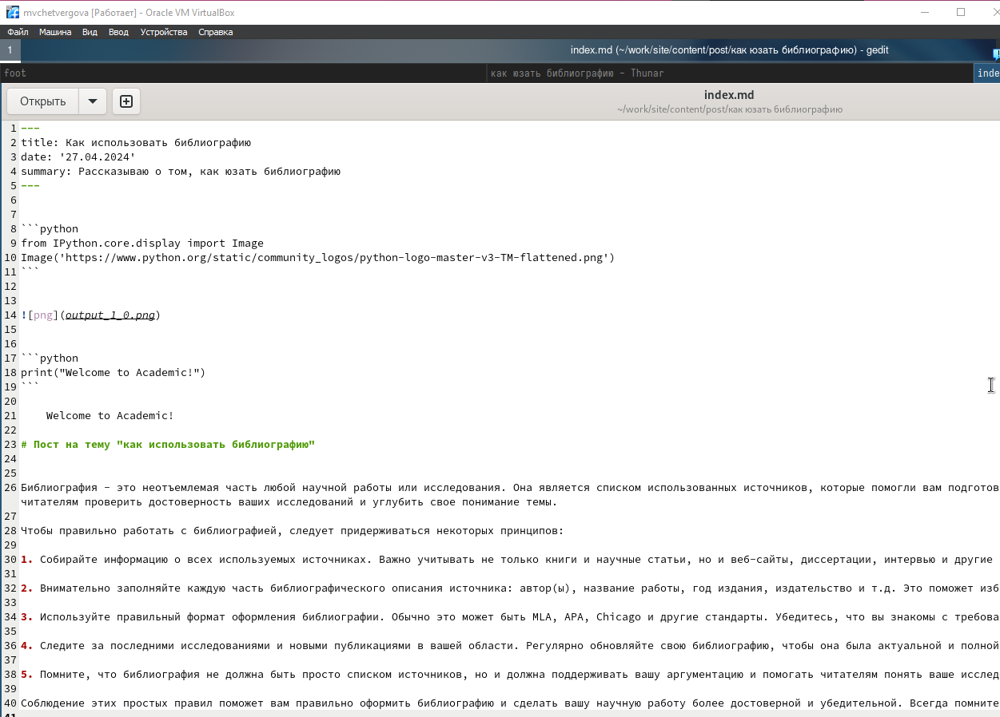 mvchetvergova [Работает] - Oracle VM VirtualBox
Файл Машина Вид Ввод Устройства Справка
1 index.md (~/work/site/content/post/как юзать библиографию) - gedit
foot как юзать библиографию - Thunar inde
Открыть index.md
~/work/site/content/post/как юзать библиографию
1 ---
2 title: Как использовать библиографию
3 date: '27.04.2024'
4 summary: Рассказываю о том, как юзать библиографию
5 ---
6
7
8 ```python
9 from IPython.core.display import Image
10 Image('https://www.python.org/static/community_logos/python-logo-master-v3-TM-flattened.png')
11 ```
12
13
14 ![png](output_1_0.png)
15
16
17 ```python
18 print("Welcome to Academic!")
19 ```
20
21     Welcome to Academic!
22
23 # Пост на тему "как использовать библиографию"
24
25
26 Библиография - это неотъемлемая часть любой научной работы или исследования. Она является списком использованных источников, которые помогли вам подготов
читателям проверить достоверность ваших исследований и углубить свое понимание темы.
27
28 Чтобы правильно работать с библиографией, следует придерживаться некоторых принципов:
29
30 1. Собирайте информацию о всех используемых источниках. Важно учитывать не только книги и научные статьи, но и веб-сайты, диссертации, интервью и другие
31
32 2. Внимательно заполняйте каждую часть библиографического описания источника: автор(ы), название работы, год издания, издательство и т.д. Это поможет изб
33
34 3. Используйте правильный формат оформления библиографии. Обычно это может быть MLA, APA, Chicago и другие стандарты. Убедитесь, что вы знакомы с требова
35
36 4. Следите за последними исследованиями и новыми публикациями в вашей области. Регулярно обновляйте свою библиографию, чтобы она была актуальной и полной
37
38 5. Помните, что библиография не должна быть просто списком источников, но и должна поддерживать вашу аргументацию и помогать читателям понять ваше исслед
39
40 Соблюдение этих простых правил поможет вам правильно оформить библиографию и сделать вашу научную работу более достоверной и убедительной. Всегда помните
41